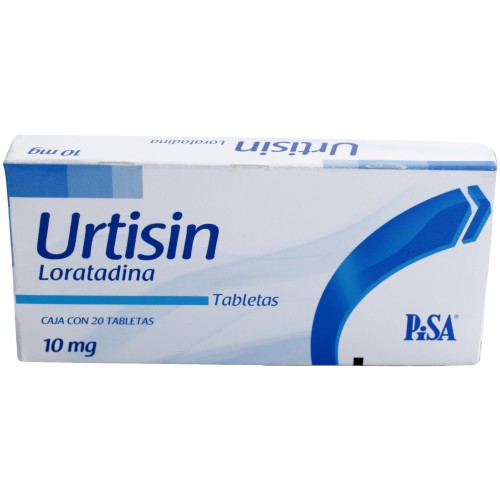 10 mg
Loratadina
Urtisin
Urtisin
Loratadina
Tabletas
CAJA CON 20 TABLETAS
10 mg
PiSA